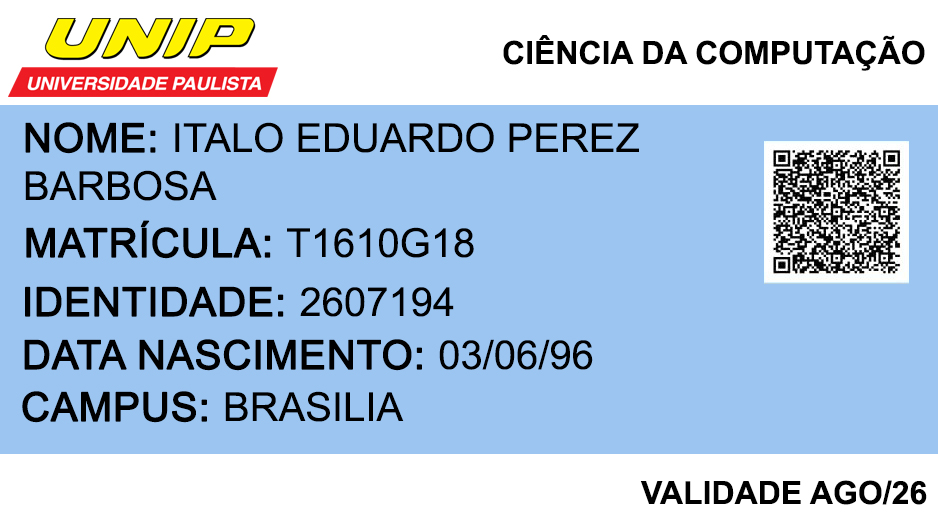 UNIP
UNIVERSIDADE PAULISTA
CIÊNCIA DA COMPUTAÇÃO
NOME: ITALO EDUARDO PEREZ
BARBOSA
MATRÍCULA: T1610G18
IDENTIDADE: 2607194
DATA NASCIMENTO: 03/06/96
CAMPUS: BRASILIA
VALIDADE AGO/26